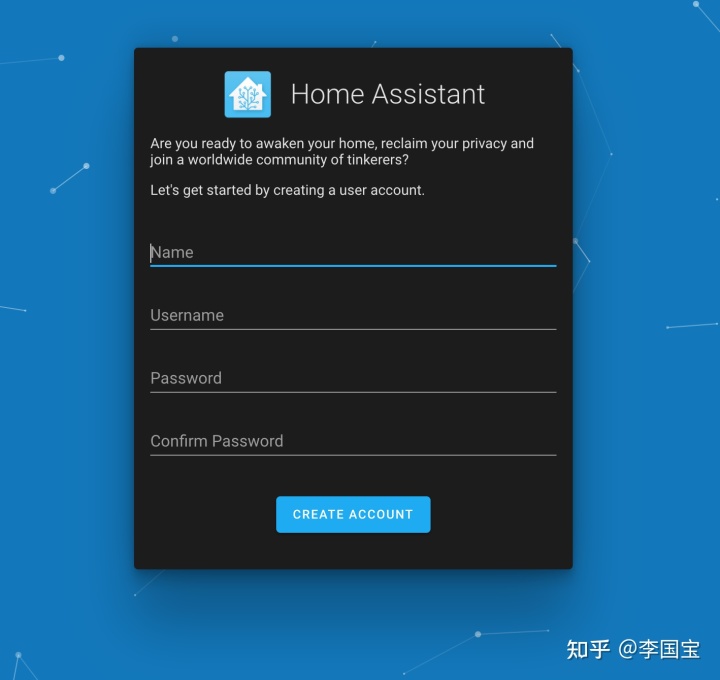 Home Assistant
Are you ready to awaken your home, reclaim your privacy and
join a worldwide community of tinkerers?
Let's get started by creating a user account.
Name
Username
Password
Confirm Password
CREATE ACCOUNT
知乎 @李国宝